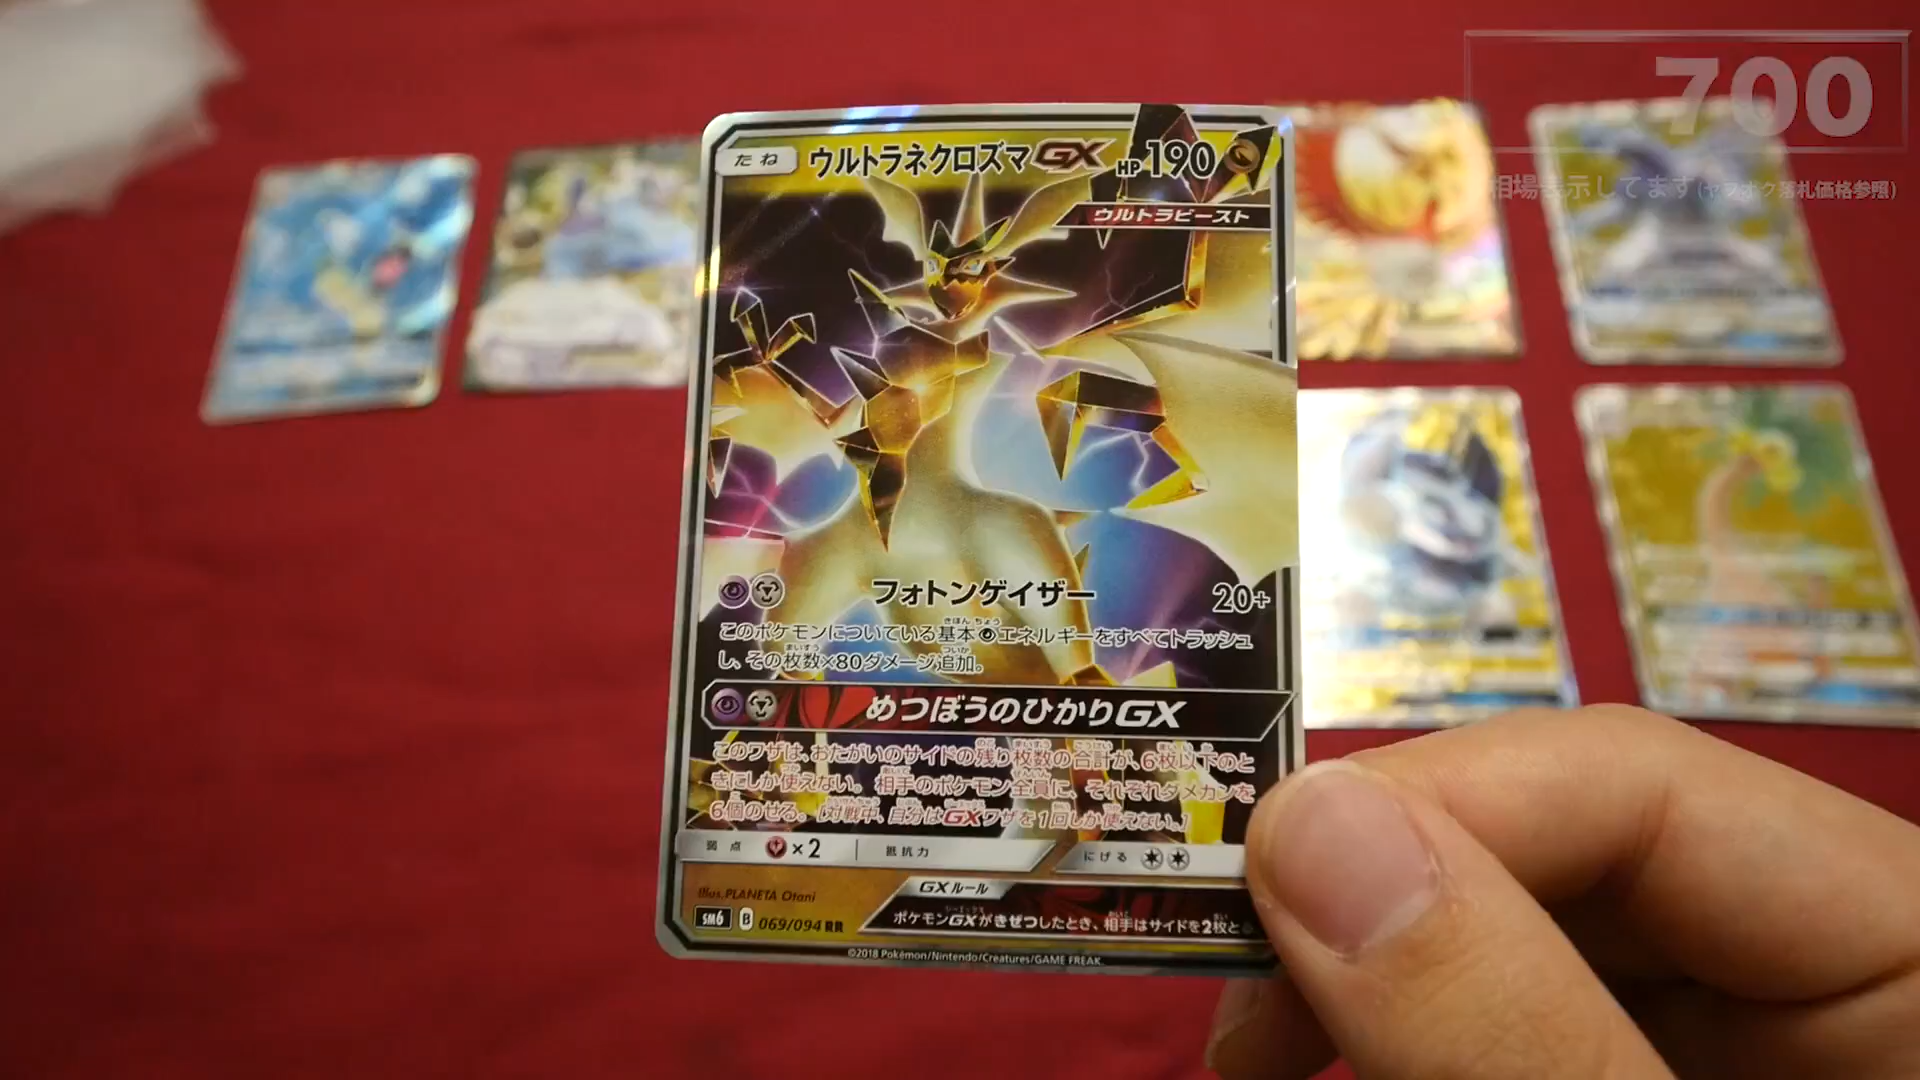 700
相場表示してます(ヤフオク落札価格参照)
たね ウルトラネクロズマGX HP190
ウルトラビースト
フォトンゲイザー 20+
このポケモンについている基本エネルギーをすべてトラッシュ
し、その枚数×80ダメージ追加。
めつぼうのひかりGX
このワザは、おたがいのサイドの残り枚数の合計が、6枚以下のと
きにしか使えない。相手のポケモン全員に、それぞれダメカンを
6個のせる。[対戦中、自分はGXワザを1回しか使えない。]
弱点 ×2 抵抗力 にげる
GXルール
Illus.PLANETA Otani
ポケモンGXがきぜつしたとき、相手はサイドを2枚と
SM6 B 069/094 RR
©2018 Pokémon/Nintendo/Creatures/GAME FREAK.